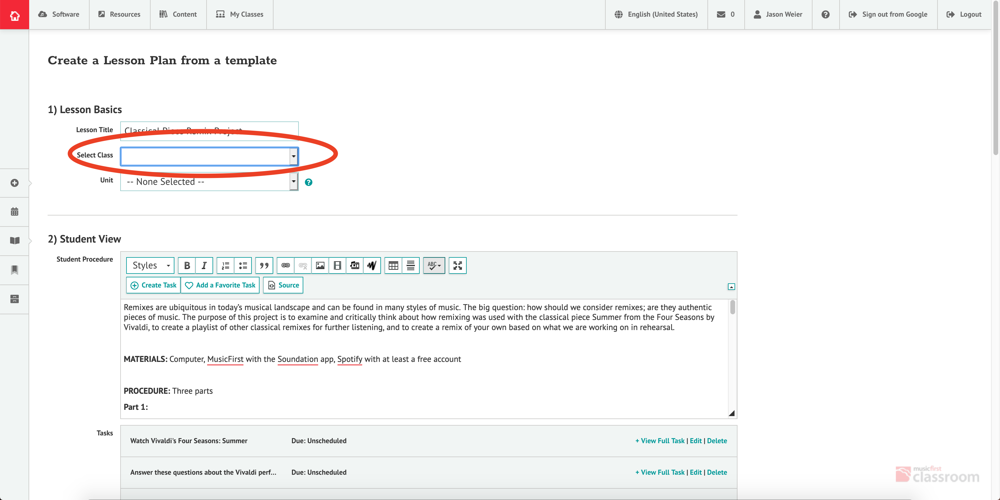 Software
Resources
Content
My Classes
English (United States)
0
Jason Weier
Sign out from Google
Logout
Create a Lesson Plan from a template
1) Lesson Basics
Lesson Title
Classical Piece Remix Project
Select Class
Unit
-- None Selected --
?
2) Student View
Student Procedure
Styles
B I
ABC
Create Task
Add a Favorite Task
Source
Remixes are ubiquitous in today’s musical landscape and can be found in many styles of music. The big question: how should we consider remixes; are they authentic
pieces of music. The purpose of this project is to examine and critically think about how remixing was used with the classical piece Summer from the Four Seasons by
Vivaldi, to create a playlist of other classical remixes for further listening, and to create a remix of your own based on what we are working on in rehearsal.
MATERIALS: Computer, MusicFirst with the Soundation app, Spotify with at least a free account
PROCEDURE: Three parts
Part 1:
Tasks
Watch Vivaldi's Four Seasons: Summer Due: Unscheduled + View Full Task | Edit | Delete
Answer these questions about the Vivaldi perf... Due: Unscheduled + View Full Task | Edit | Delete
musicfirst
classroom